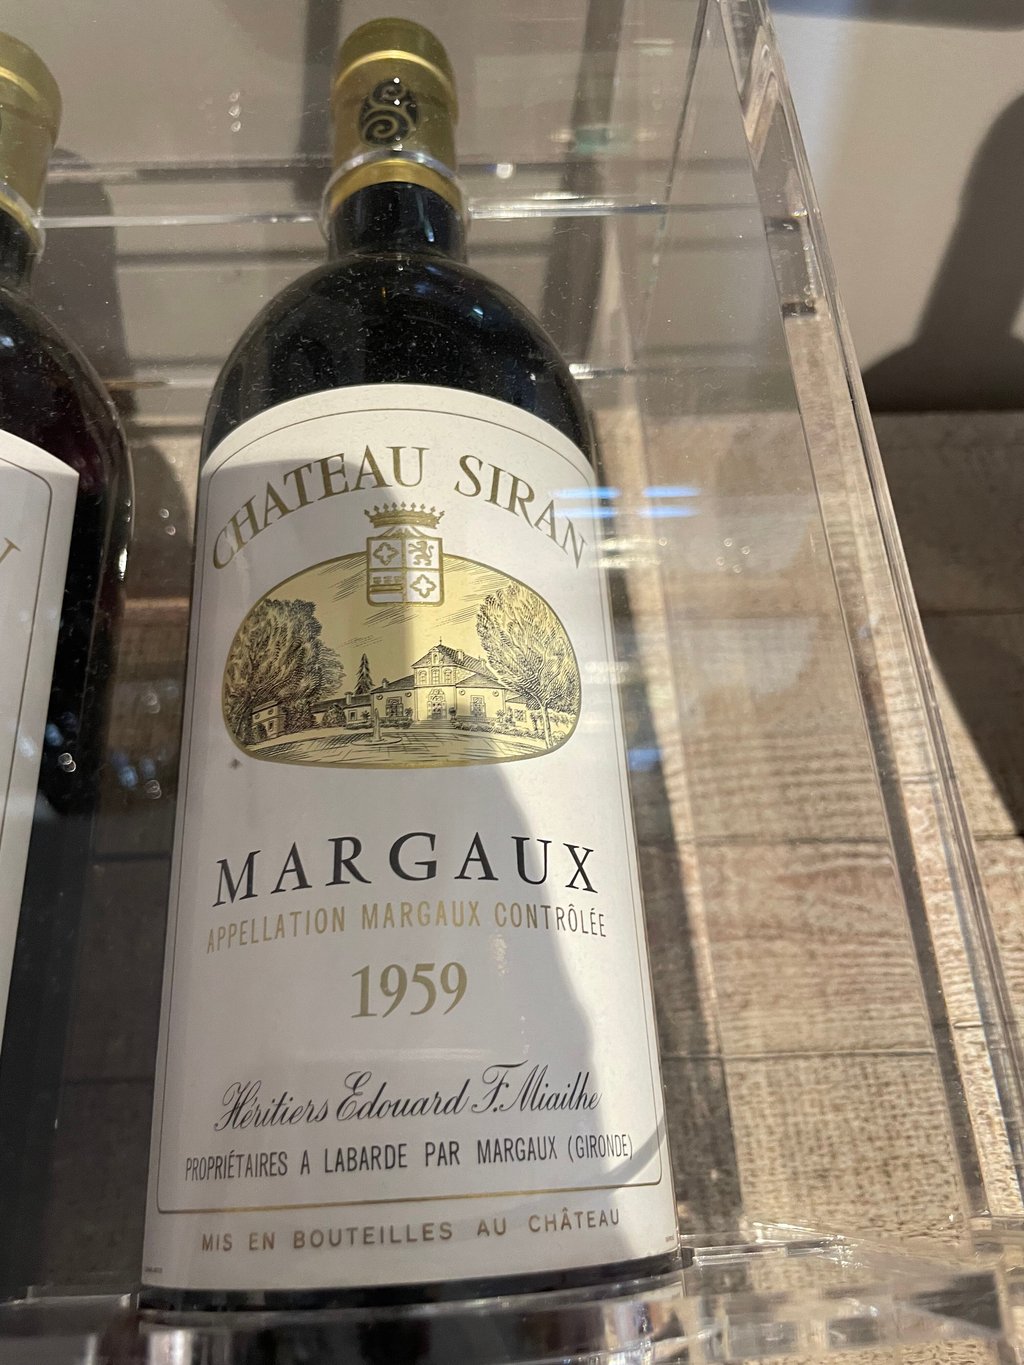 CHATEAU SIRAN
MARGAUX
APPELLATION MARGAUX CONTRÔLÉE
1959
Héritiers Edouard F. Miailhe
PROPRIÉTAIRES A LABARDE PAR MARGAUX (GIRONDE)
MIS EN BOUTEILLES AU CHÂTEAU